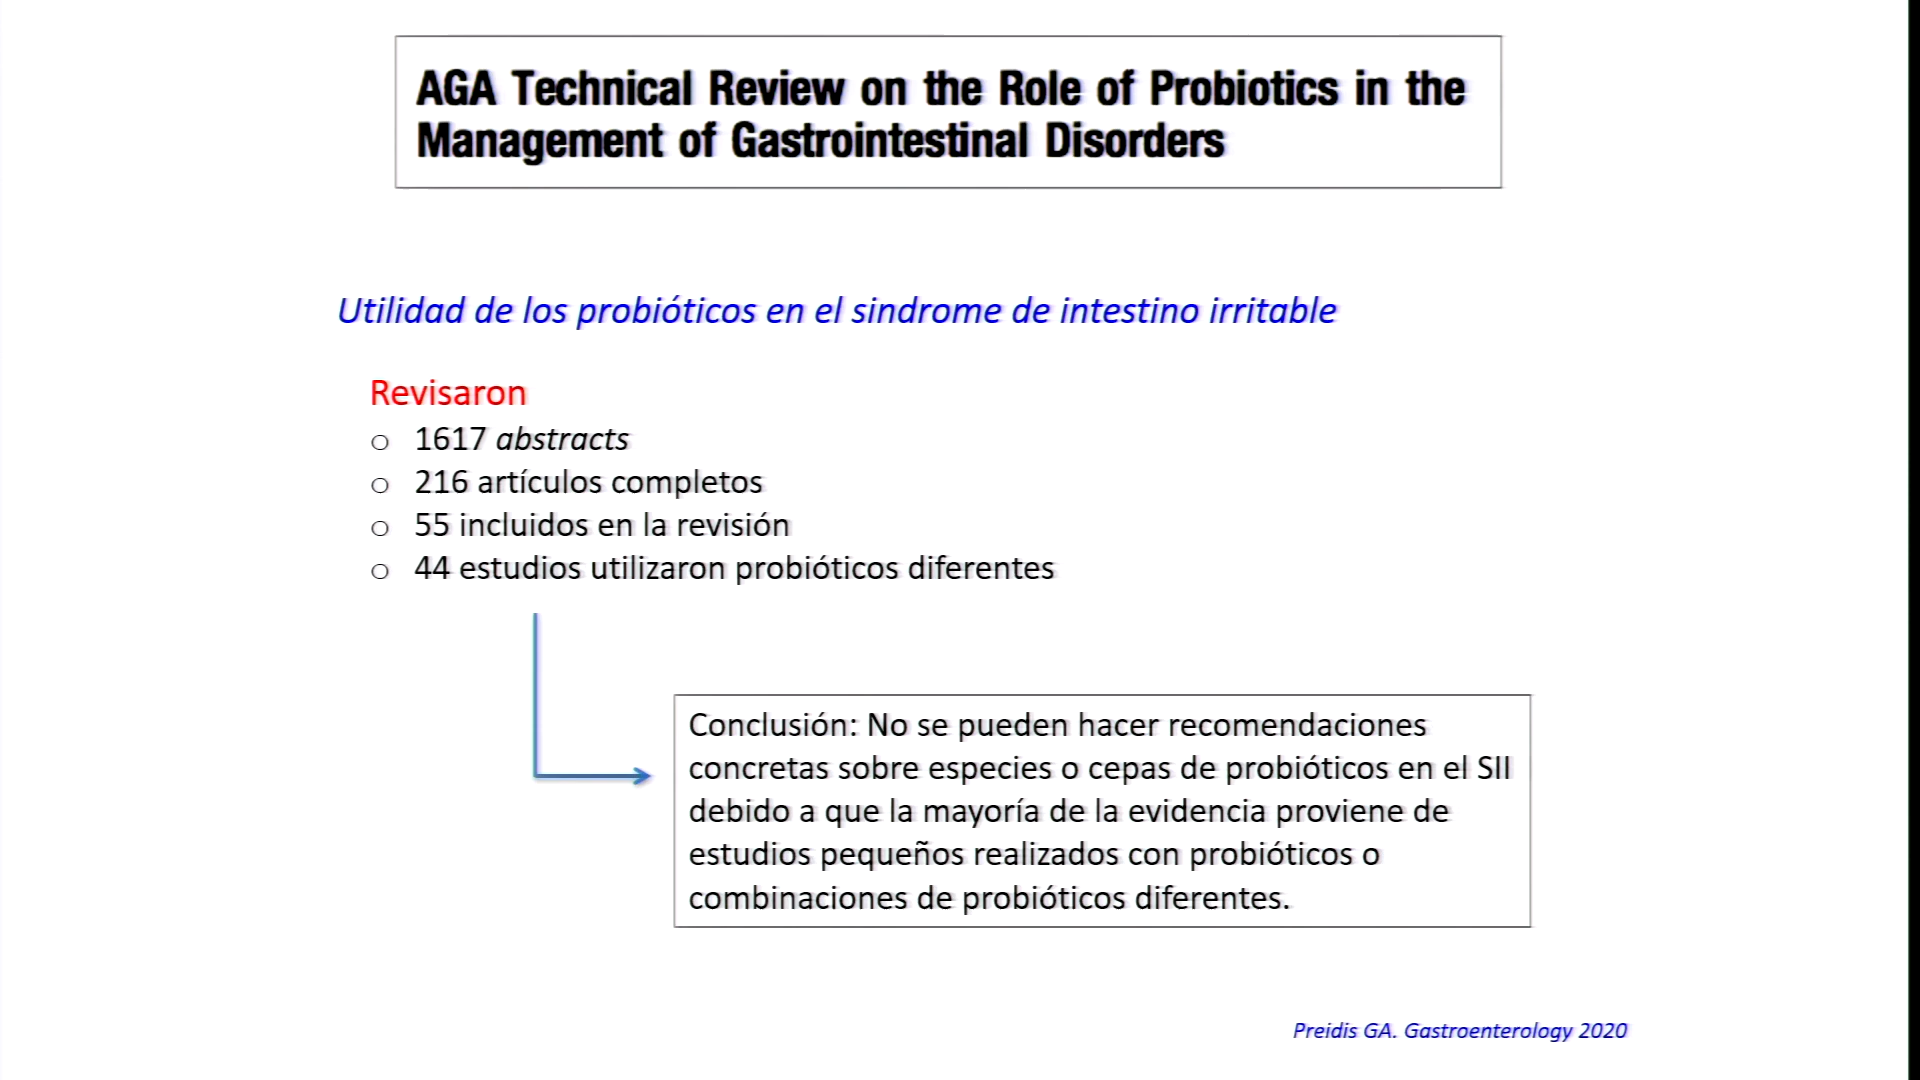 AGA Technical Review on the Role of Probiotics in the
Management of Gastrointestinal Disorders
Utilidad de los probióticos en el sindrome de intestino irritable
Revisaron
o 1617 abstracts
o 216 artículos completos
o 55 incluidos en la revisión
o 44 estudios utilizaron probióticos diferentes
Conclusión: No se pueden hacer recomendaciones
concretas sobre especies o cepas de probióticos en el SII
debido a que la mayoría de la evidencia proviene de
estudios pequeños realizados con probióticos o
combinaciones de probióticos diferentes.
Preidis GA. Gastroenterology 2020